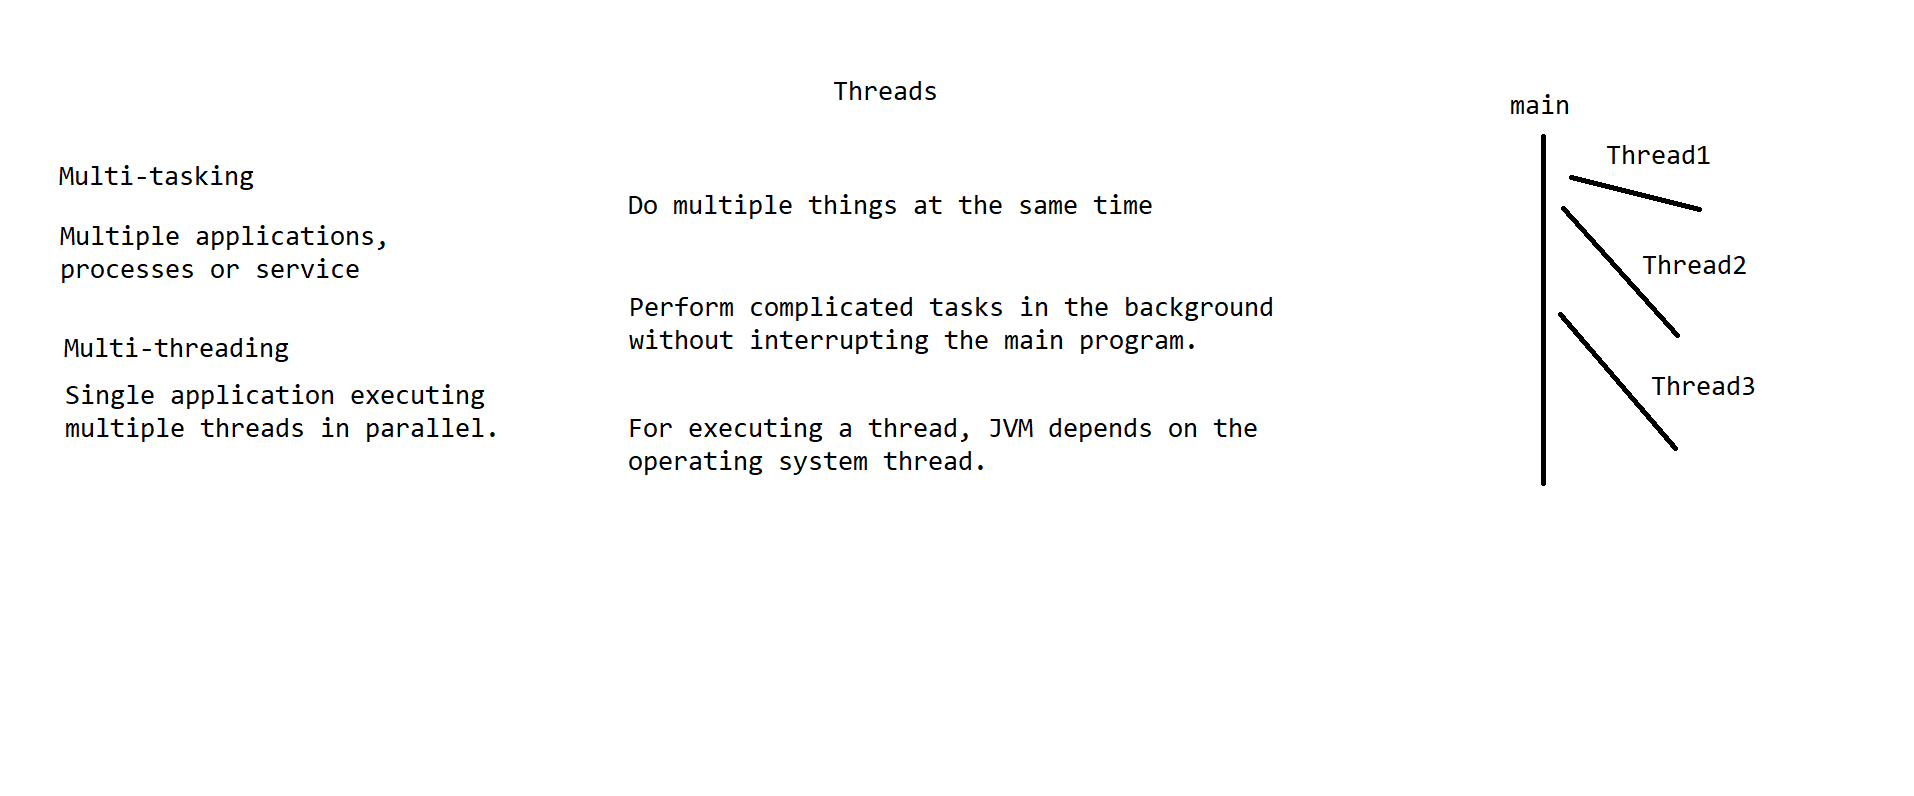 Threads
Multi-tasking
Multiple applications,
processes or service
Multi-threading
Single application executing
multiple threads in parallel.
Do multiple things at the same time
Perform complicated tasks in the background
without interrupting the main program.
For executing a thread, JVM depends on the
operating system thread.
main
Thread1
Thread2
Thread3